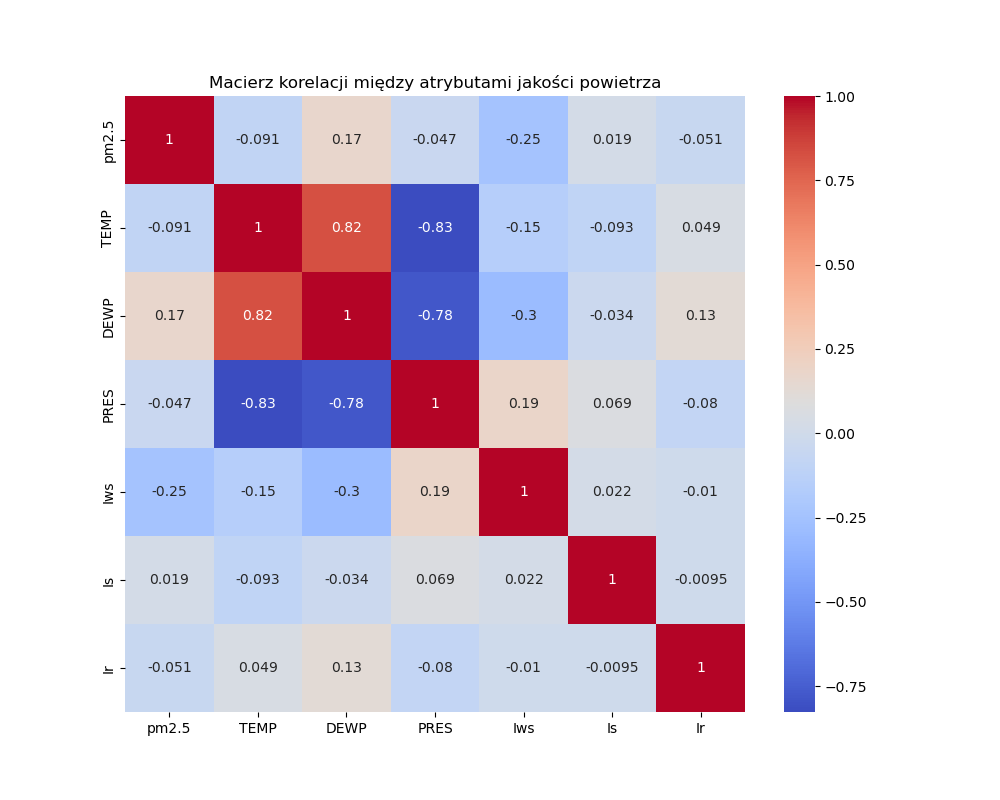 Macierz korelacji między atrybutami jakości powietrza
1.00
pm2.5 1 -0.091 0.17 -0.047 -0.25 0.019 -0.051
0.75
TEMP -0.091 1 0.82 -0.83 -0.15 -0.093 0.049
0.50
DEWP 0.17 0.82 1 -0.78 -0.3 -0.034 0.13
0.25
PRES -0.047 -0.83 -0.78 1 0.19 0.069 -0.08
0.00
Iws -0.25 -0.15 -0.3 0.19 1 0.022 -0.01
−0.25
Is 0.019 -0.093 -0.034 0.069 0.022 1 -0.0095
−0.50
Ir -0.051 0.049 0.13 -0.08 -0.01 -0.0095 1
−0.75
pm2.5 TEMP DEWP PRES Iws Is Ir